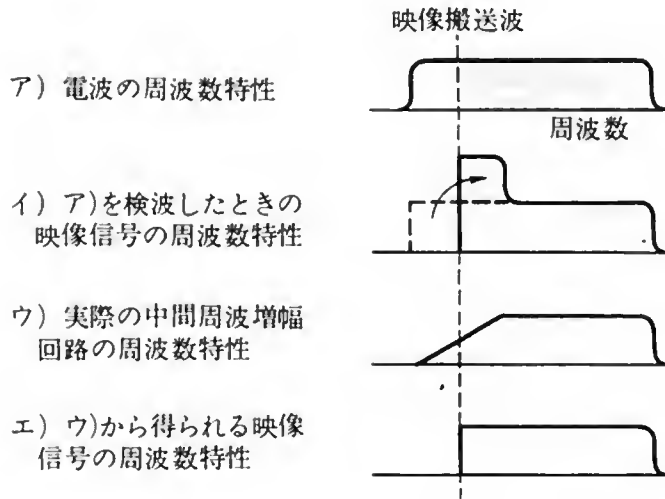 映像搬送波
ア) 電波の周波数特性
周波数
イ) ア)を検波したときの
映像信号の周波数特性
ウ) 実際の中間周波増幅
回路の周波数特性
エ) ウ)から得られる映像
信号の周波数特性